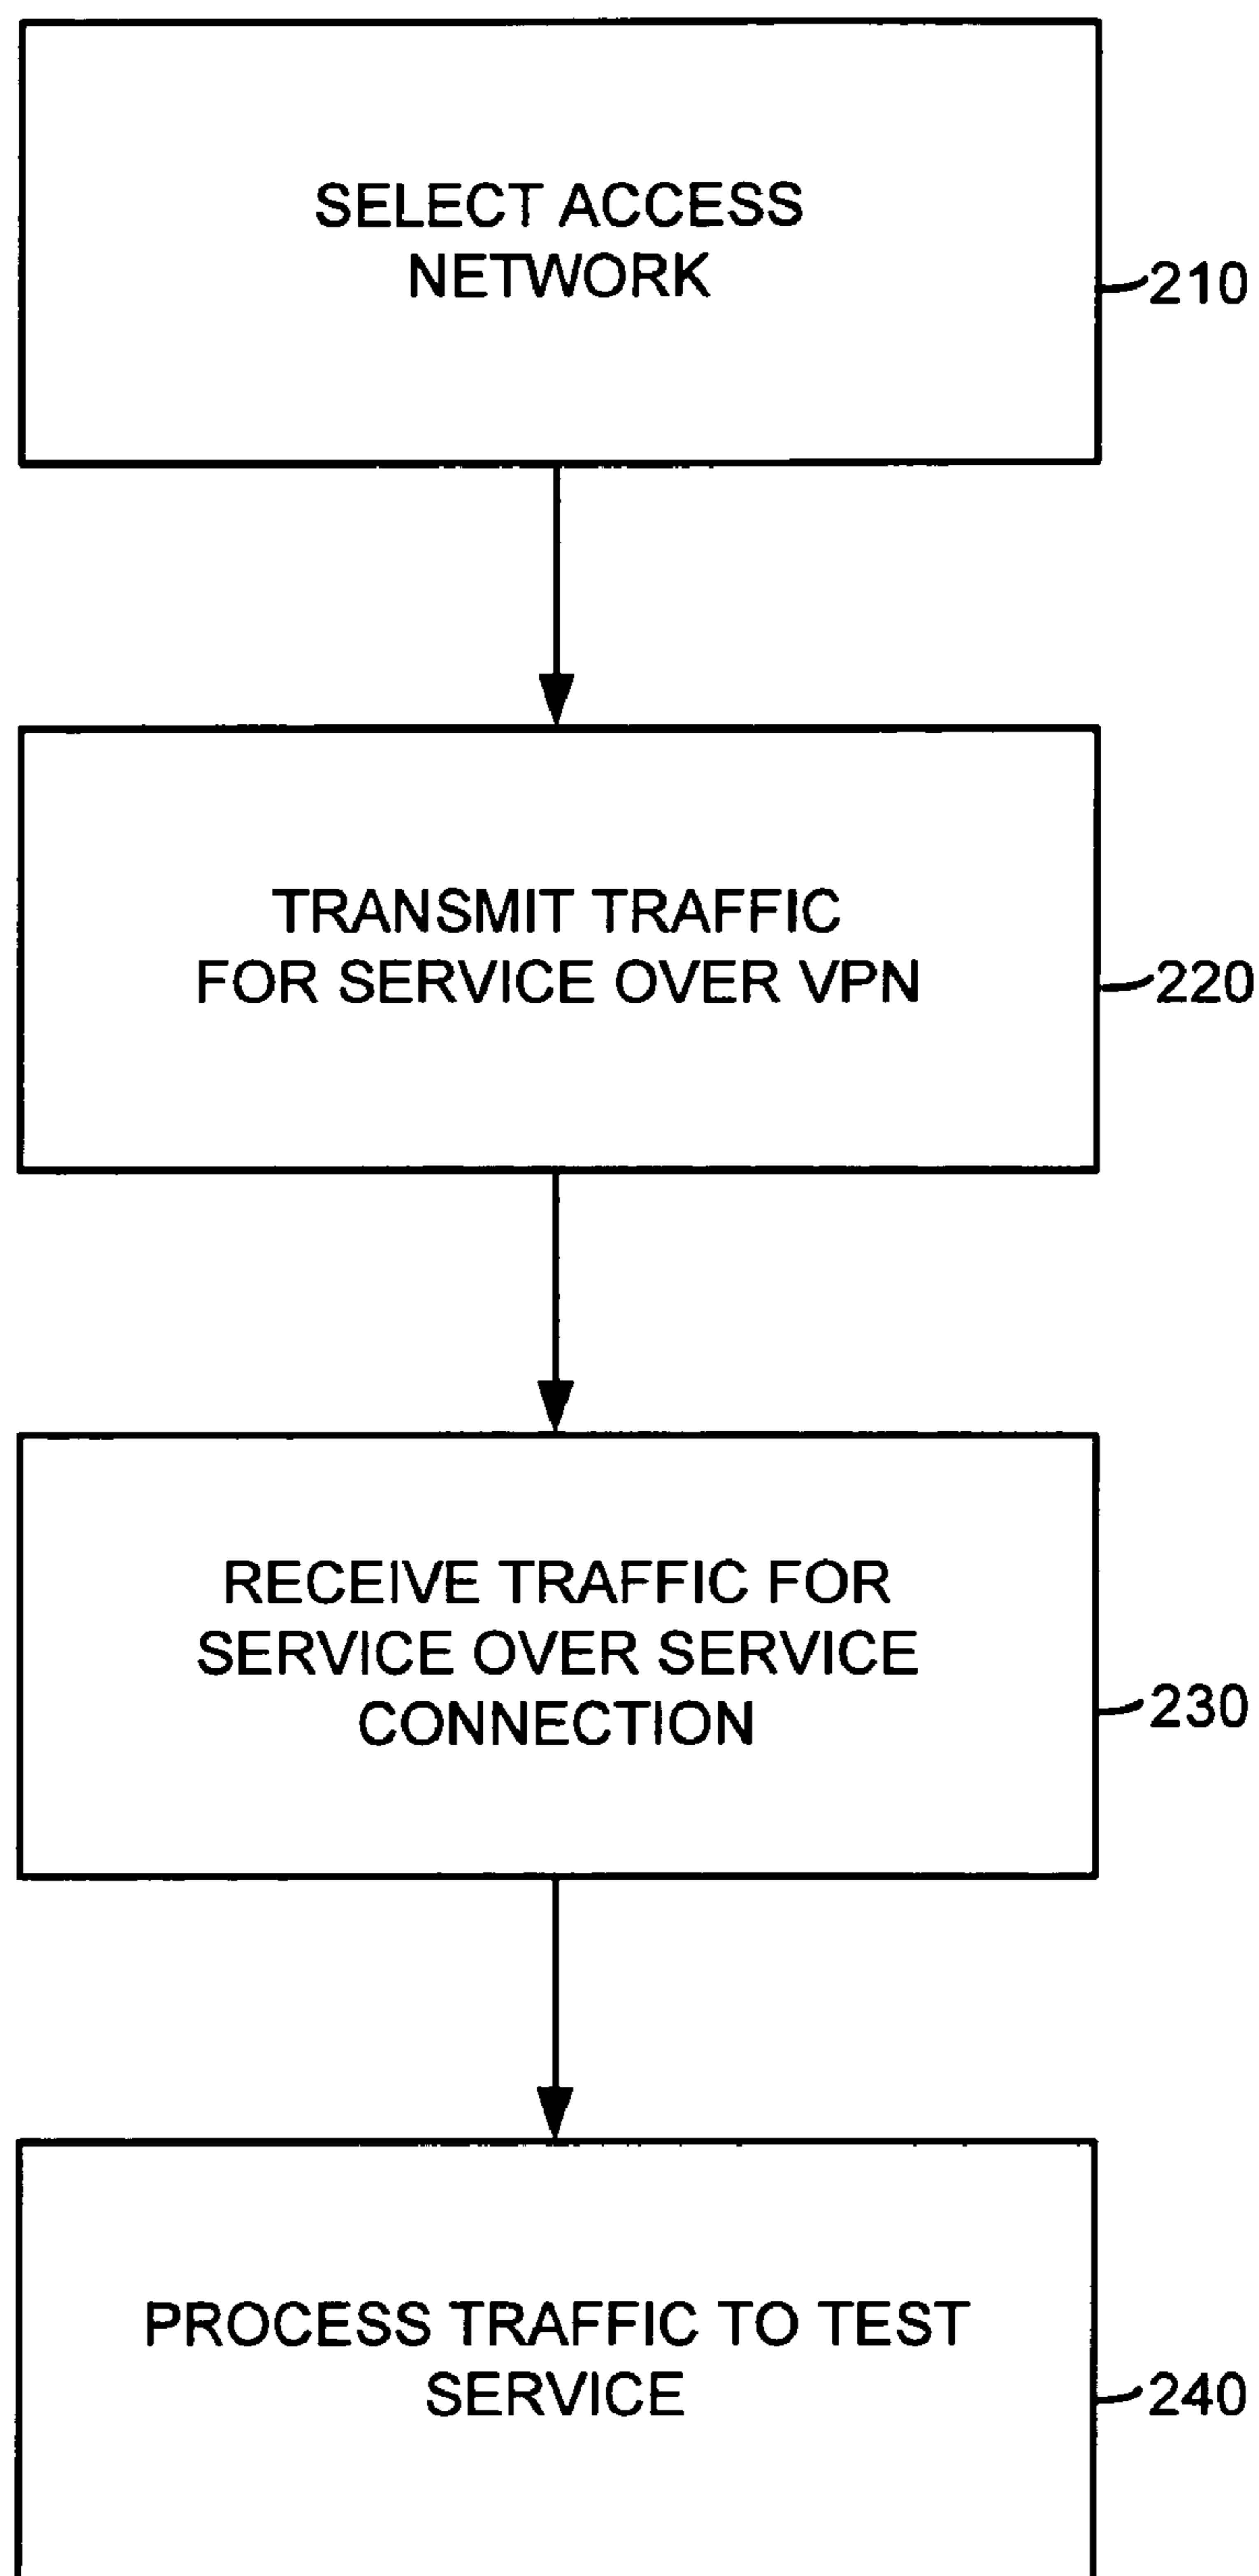 SELECT ACCESS
NETWORK
210
TRANSMIT TRAFFIC
FOR SERVICE OVER VPN
220
RECEIVE TRAFFIC FOR
SERVICE OVER SERVICE
CONNECTION
230
PROCESS TRAFFIC TO TEST
SERVICE
240